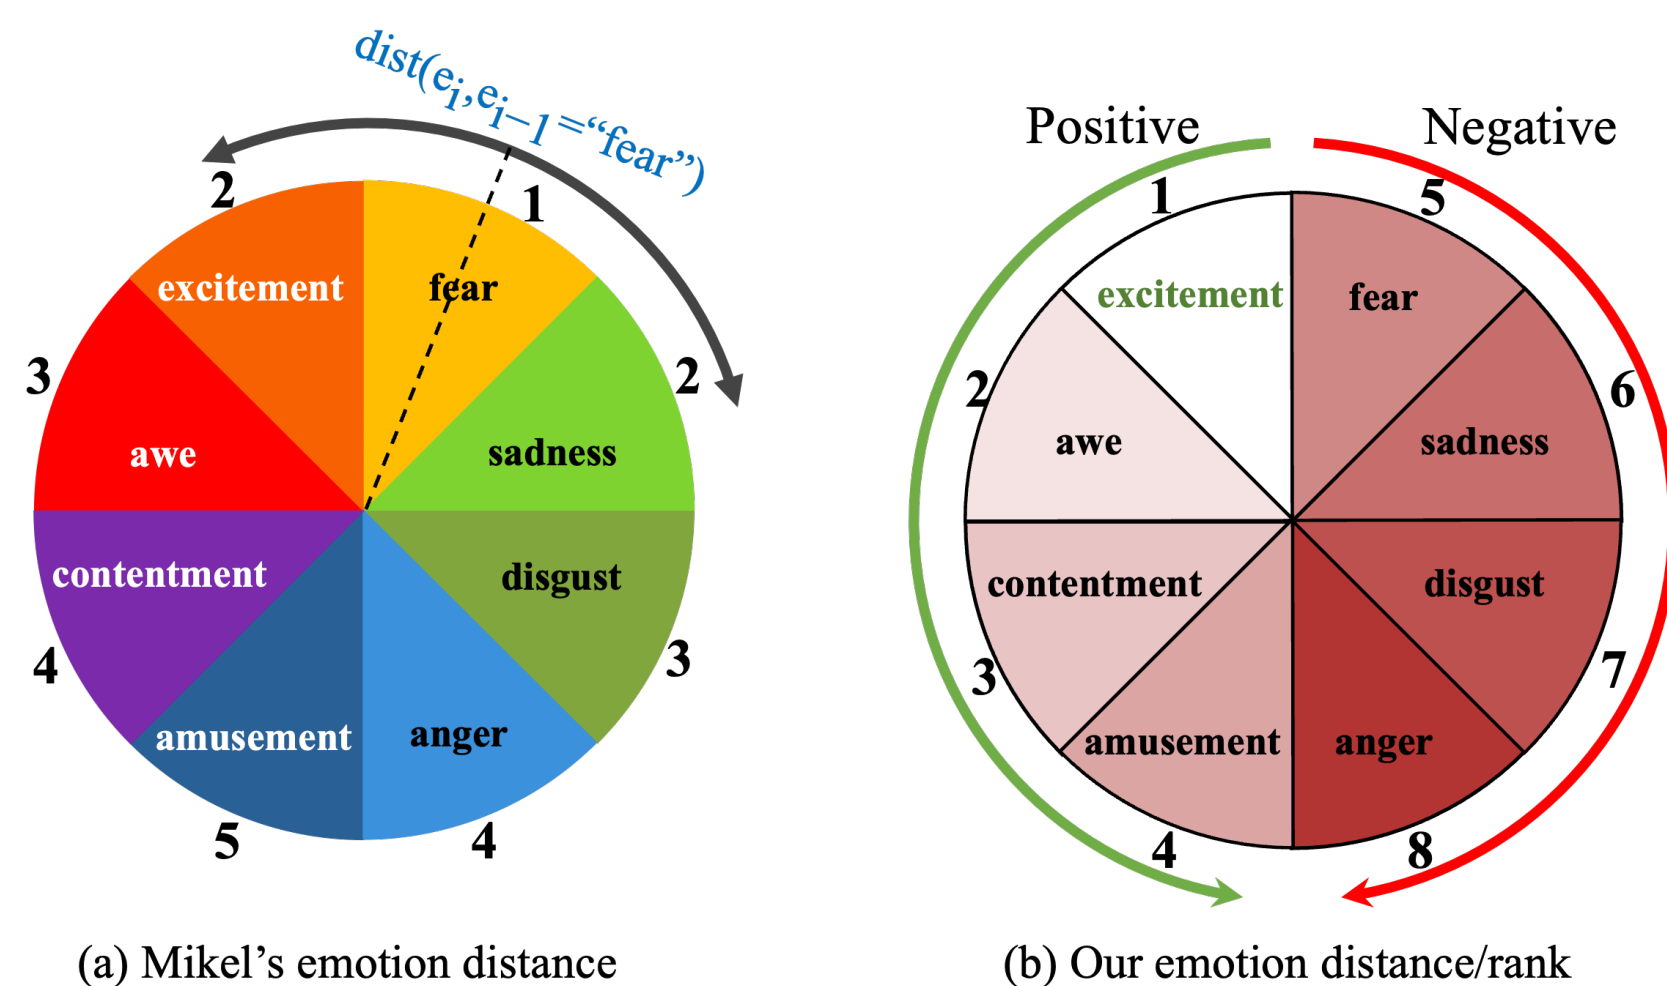 dist(ei,ei−1=“fear”)
2
1
excitement
fear
3
2
awe
sadness
contentment
disgust
4
3
amusement
anger
5
4
(a) Mikel’s emotion distance
Positive
Negative
1
5
excitement
fear
2
6
awe
sadness
contentment
disgust
3
7
amusement
anger
4
8
(b) Our emotion distance/rank